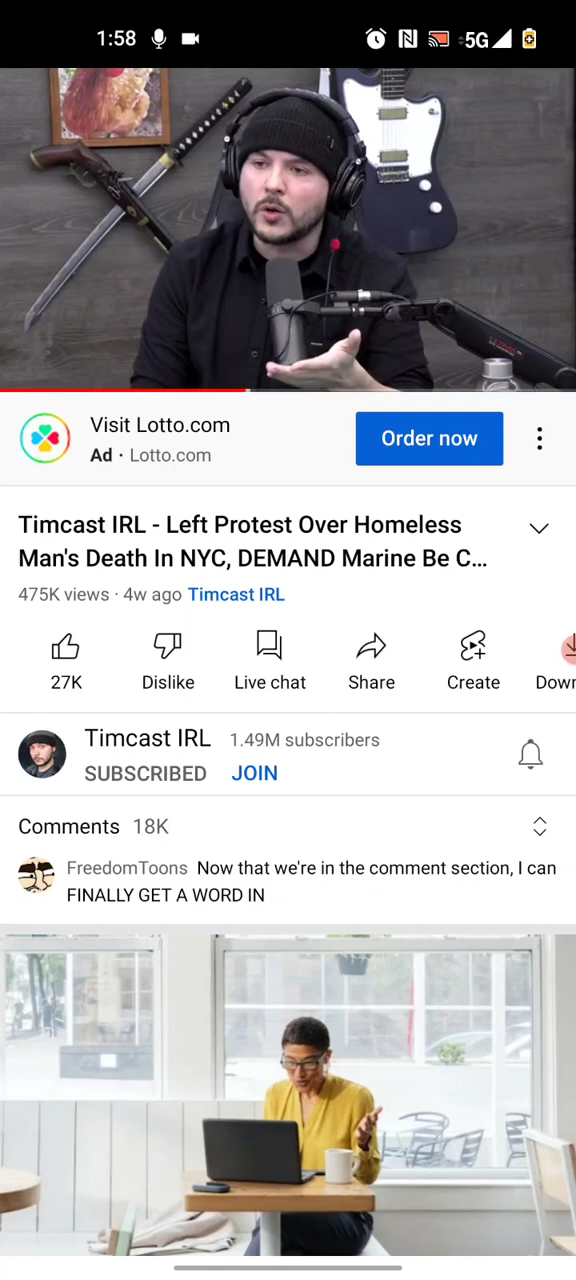 1:58
5G
Visit Lotto.com
Order now
Ad · Lotto.com
Timcast IRL - Left Protest Over Homeless
Man's Death In NYC, DEMAND Marine Be C...
475K views · 4w ago Timcast IRL
27K
Dislike
Live chat
Share
Create
Down
Timcast IRL 1.49M subscribers
SUBSCRIBED JOIN
Comments 18K
FreedomToons Now that we're in the comment section, I can
FINALLY GET A WORD IN